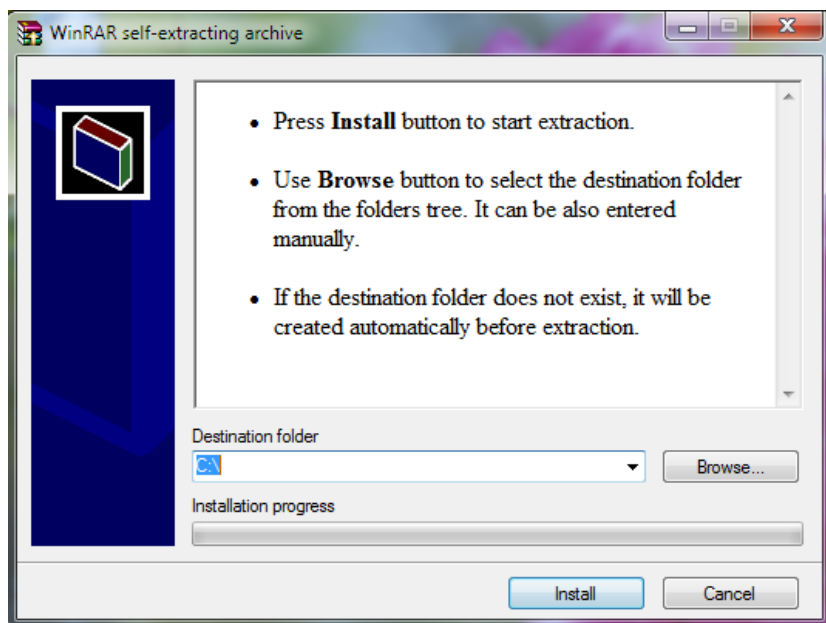 WinRAR self-extracting archive
• Press Install button to start extraction.
• Use Browse button to select the destination folder
from the folders tree. It can be also entered
manually.
• If the destination folder does not exist, it will be
created automatically before extraction.
Destination folder
C:\
Browse...
Installation progress
Install
Cancel